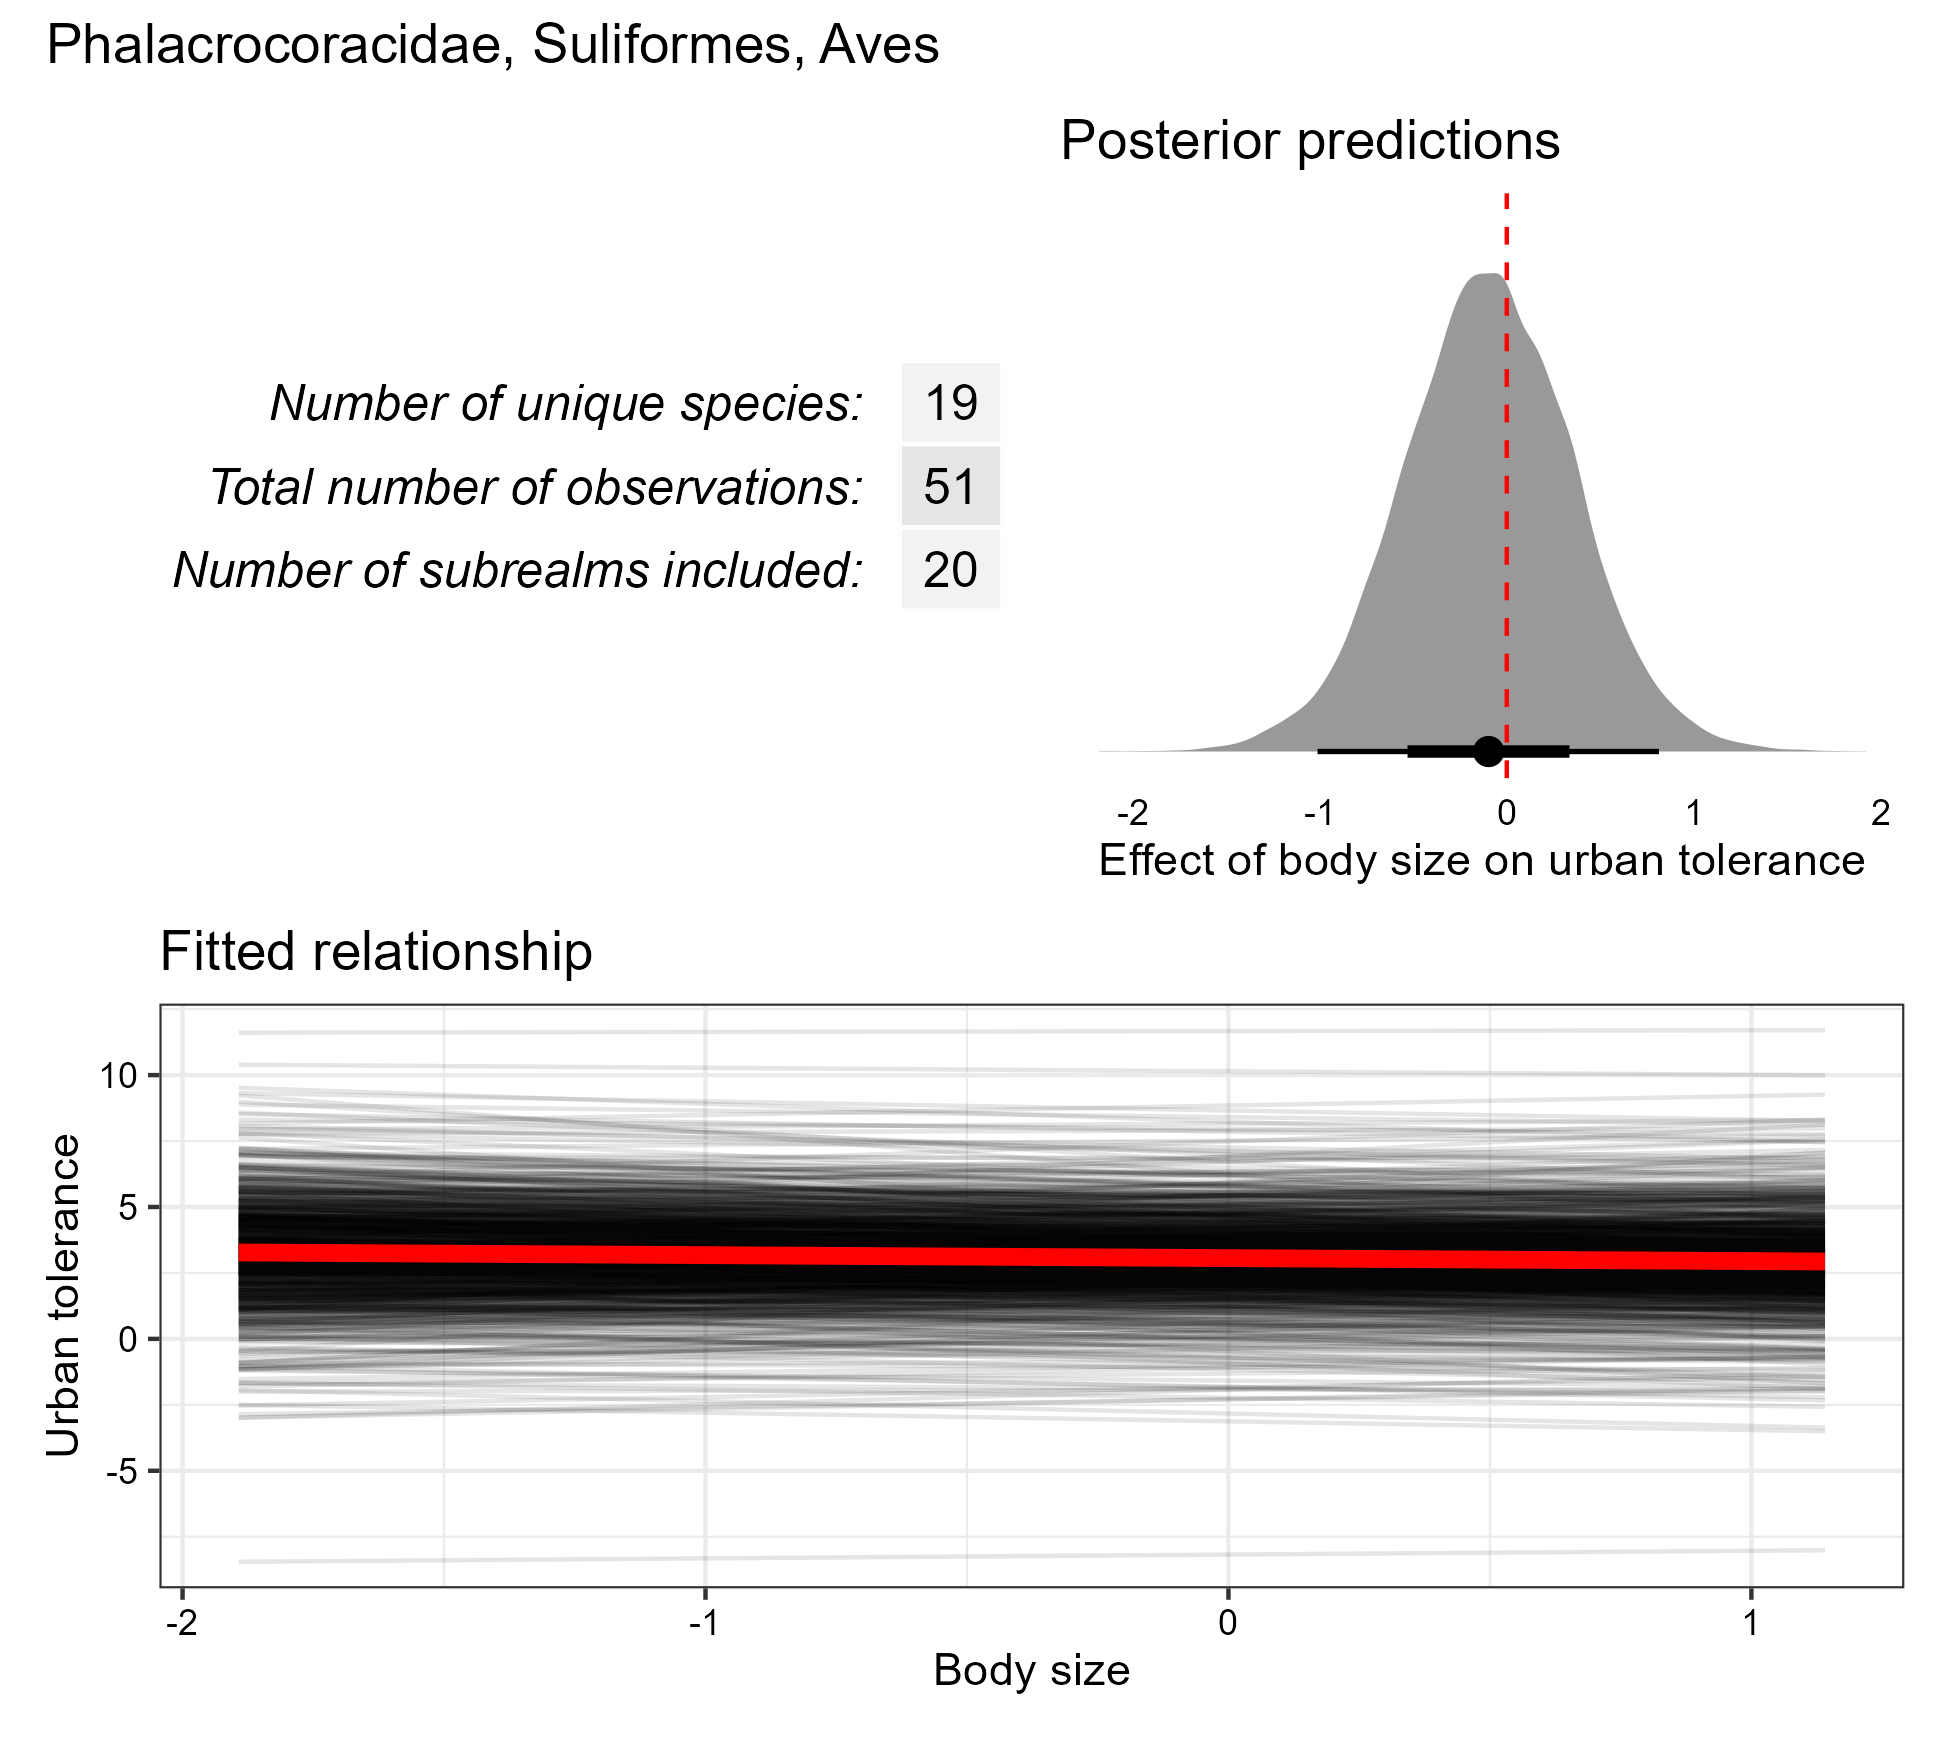 Phalacrocoracidae, Suliformes, Aves
Posterior predictions
Number of unique species: 19
Total number of observations: 51
Number of subrealms included: 20
-2 -1 0 1 2
Effect of body size on urban tolerance
Fitted relationship
Urban tolerance
10
5
0
-5
-2 -1 0 1
Body size